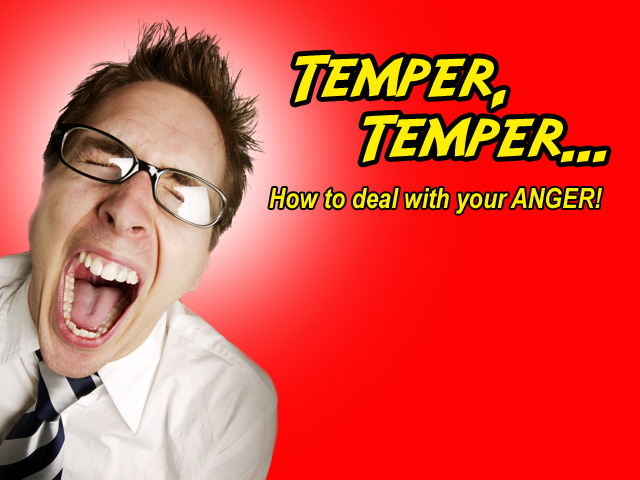 TEMPER,
TEMPER...
How to deal with your ANGER!